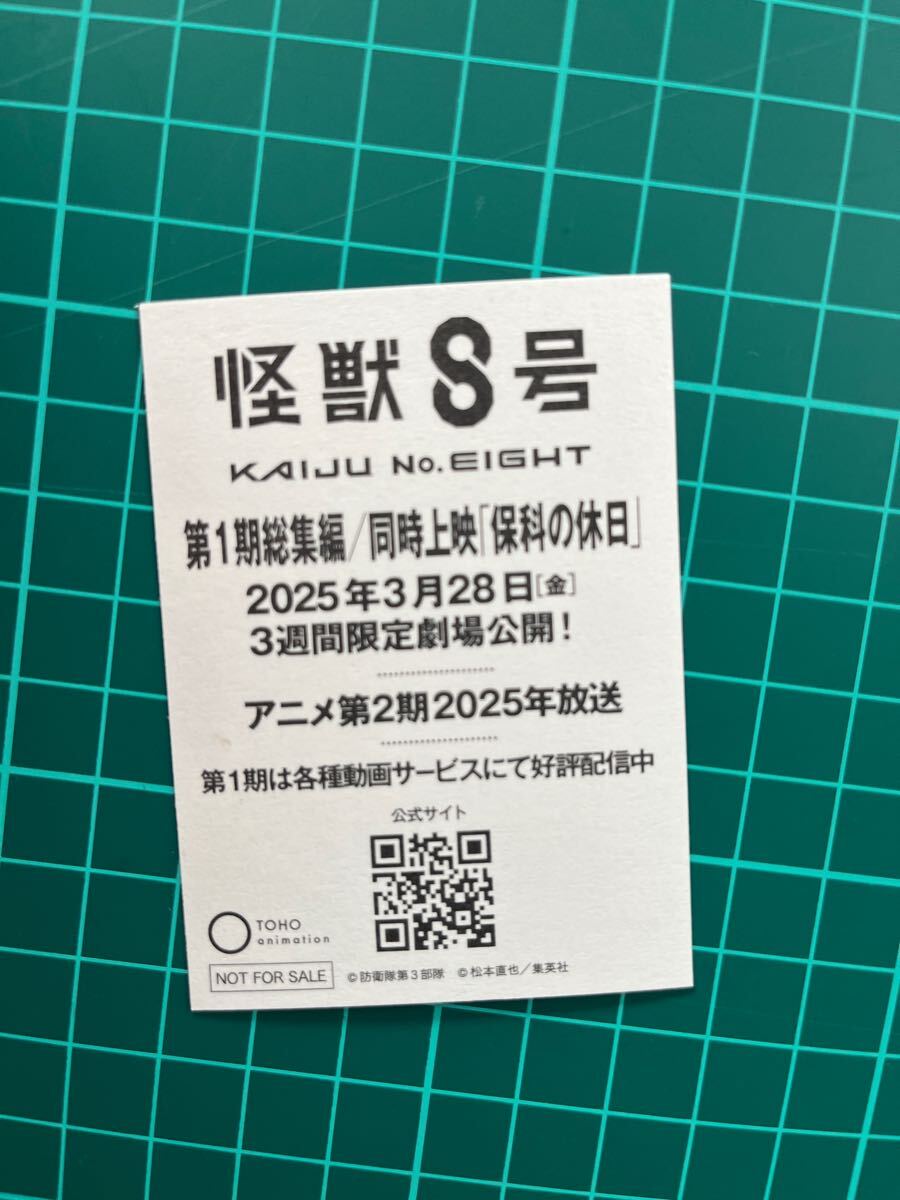 怪獣8号
KAIJU No.EIGHT
第1期総集編/同時上映「保科の休日」
2025年3月28日[金]
3週間限定劇場公開!
アニメ第2期2025年放送
第1期は各種動画サービスにて好評配信中
公式サイト
TOHO
animation
NOT FOR SALE ©防衛隊第3部隊 ©松本直也/集英社